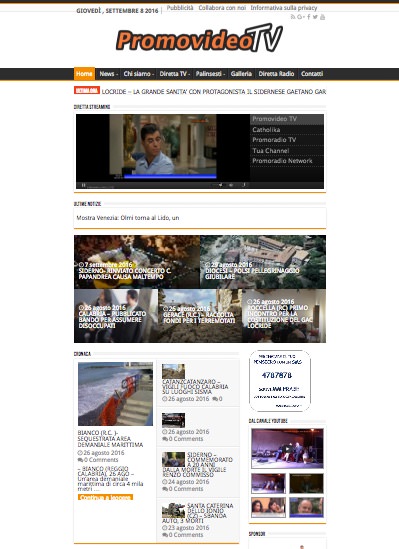 GIOVEDÌ , SETTEMBRE 8 2016
Pubblicità Collabora con noi Informativa sulla privacy
PromovideoTV
Home News Chi siamo Diretta TV Palinsesti Galleria Diretta Radio Contatti
ULTIMA ORA LOCRIDE – LA GRANDE SANITA' CON PROTAGONISTA IL SIDERNESE GAETANO GAR
DIRETTA STREAMING
Promovideo TV
Catholika
Promoradio TV
Tua Channel
Promoradio Network
ULTIME NOTIZIE
Mostra Venezia: Olmi torna al Lido, un
7 settembre 2016
SIDERNO- RINVIATO CONCERTO C. PAPANDREA CAUSA MALTEMPO
28 agosto 2016
DIOCESI – POLSI PELLEGRINAGGIO GIUBILARE
26 agosto 2016
CALABRIA – PUBBLICATO BANDO PER ASSUMERE DISOCCUPATI
26 agosto 2016
GERACE (R.C.)– RACCOLTA FONDI PER I TERREMOTATI
26 agosto 2016
ROCCELLA (RC) PRIMO INCONTRO PER LA COSTITUZIONE DEL GAC LOCRIDE
CRONACA
BIANCO (R.C. )-
SEQUESTRATA AREA
DEMANIALE MARITTIMA
26 agosto 2016
0 Comments
– BIANCO (REGGIO
CALABRIA), 26 AGO –
Un'area demaniale
marittima di circa 4 mila
metri ...
Continua a leggere
CATANZCATANZARO –
VIGILI FUOCO CALABRIA
SU LUOGHI SISMA
26 agosto 2016 0
26 agosto 2016
0 Comments
SIDERNO –
COMMEMORATO
A 20 ANNI
DALLA MORTE IL VIGILE
RENZO COMMISSO
24 agosto 2016
0 Comments
SANTA CATERINA
DELLO IONIO
(CZ) – SBANDA
AUTO, 3 MORTI
23 agosto 2016
0 Comments
4787878
DAL CANALE YOUTUBE
SPONSOR